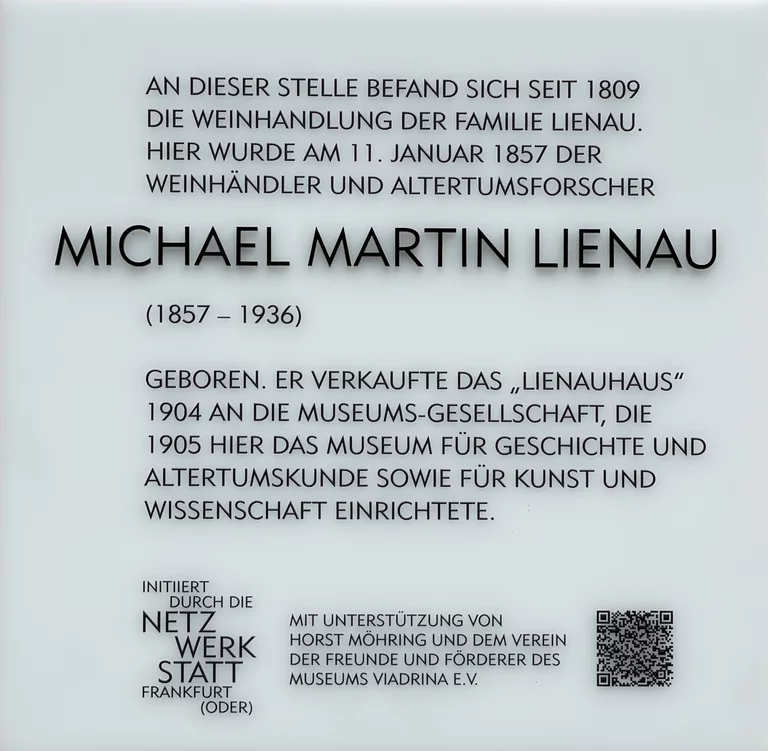 AN DIESER STELLE BEFAND SICH SEIT 1809
DIE WEINHANDLUNG DER FAMILIE LIENAU.
HIER WURDE AM 11. JANUAR 1857 DER
WEINHÄNDLER UND ALTERTUMSFORSCHER
MICHAEL MARTIN LIENAU
(1857 – 1936)
GEBOREN. ER VERKAUFTE DAS „LIENAUHAUS“
1904 AN DIE MUSEUMS-GESELLSCHAFT, DIE
1905 HIER DAS MUSEUM FÜR GESCHICHTE UND
ALTERTUMSKUNDE SOWIE FÜR KUNST UND
WISSENSCHAFT EINRICHTETE.
INITIIERT
DURCH DIE
NETZ
WERK
STATT
FRANKFURT
(ODER)
MIT UNTERSTÜTZUNG VON
HORST MÖHRING UND DEM VEREIN
DER FREUNDE UND FÖRDERER DES
MUSEUMS VIADRINA E.V.